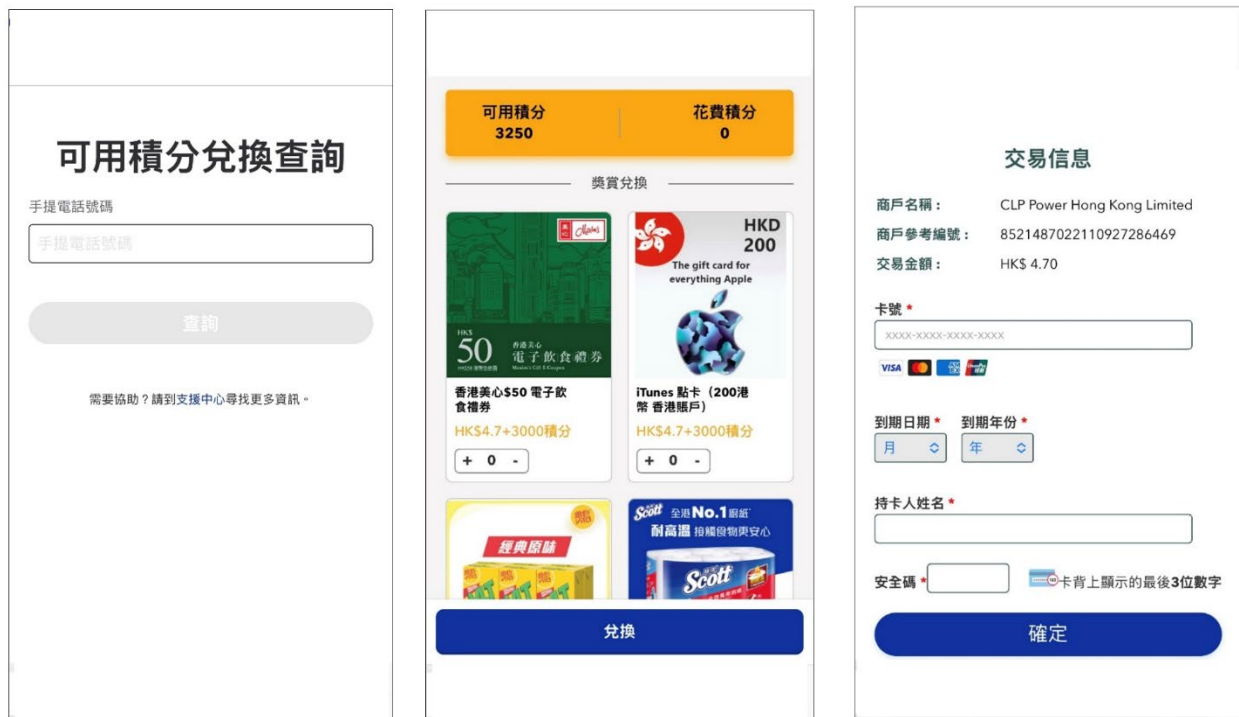 可用積分兌換查詢
手提電話號碼
手提電話號碼
查詢
需要協助？請到支援中心尋找更多資訊。
可用積分
3250
花費積分
0
獎賞兌換
美心
HK$
50
香港美心
電子飲食禮券
Maxim's Gift E-Coupon
香港美心$50 電子飲
食禮券
HK$4.7+3000積分
+ 0 -
HKD
200
The gift card for
everything Apple
iTunes 點卡（200港
幣 香港賬戶）
HK$4.7+3000積分
+ 0 -
經典原味
Scott 全港No.1廚紙
耐高溫 接觸食物更安心
Scott
兌換
交易信息
商戶名稱： CLP Power Hong Kong Limited
商戶參考編號： 8521487022110927286469
交易金額： HK$ 4.70
卡號 *
xxxx-xxxx-xxxx-xxxx
VISA
到期日期 * 到期年份 *
月 年
持卡人姓名 *
安全碼 * 卡背上顯示的最後3位數字
確定